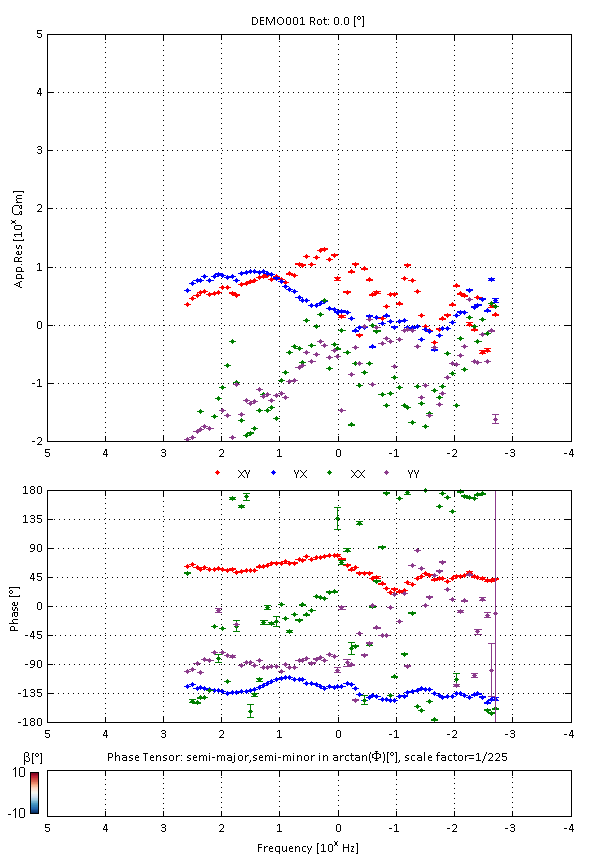 DEMO001 Rot: 0.0 [°]
App.Res [10^x Ωm]
5
4
3
2
1
0
-1
-2
5 4 3 2 1 0 -1 -2 -3 -4
XY YX XX YY
Phase [°]
180
135
90
45
0
-45
-90
-135
-180
5 4 3 2 1 0 -1 -2 -3 -4
β[°] Phase Tensor: semi-major,semi-minor in arctan(Φ)[°], scale factor=1/225
10
-10
5 4 3 2 1 0 -1 -2 -3 -4
Frequency [10^x Hz]